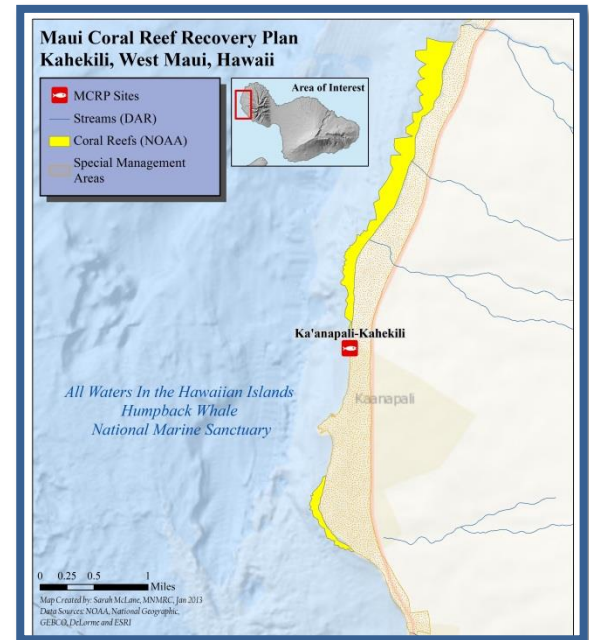 Maui Coral Reef Recovery Plan
Kahekili, West Maui, Hawaii
MCRP Sites
Streams (DAR)
Coral Reefs (NOAA)
Special Management
Areas
Area of Interest
Ka'anapali-Kahekili
Kaanapali
All Waters In the Hawaiian Islands
Humpback Whale
National Marine Sanctuary
0 0.25 0.5 1
Miles
Map Created by: Sarah McLane, MNMRC, Jan 2013
Data Sources: NOAA, National Geographic,
GEBCO, DeLorme and ESRI